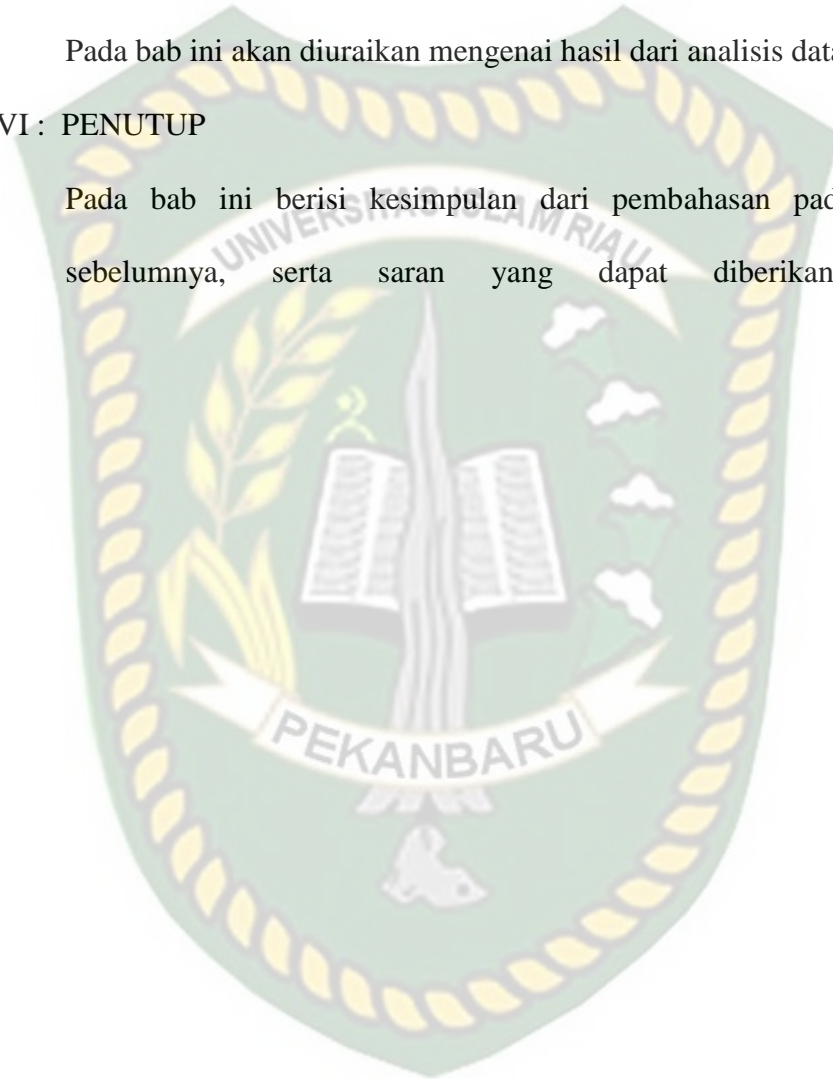 Pada bab ini akan diuraikan mengenai hasil dari analisis data
VI : PENUTUP
Pada bab ini berisi kesimpulan dari pembahasan pad
sebelumnya, serta saran yang dapat diberikan
UNIVERSITAS ISLAM RIAU
PEKANBARU